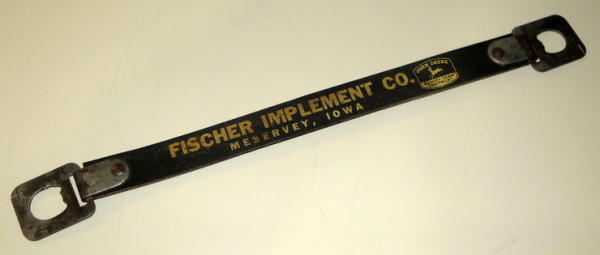 FISCHER IMPLEMENT CO.
MESERVEY, IOWA
JOHN DEERE